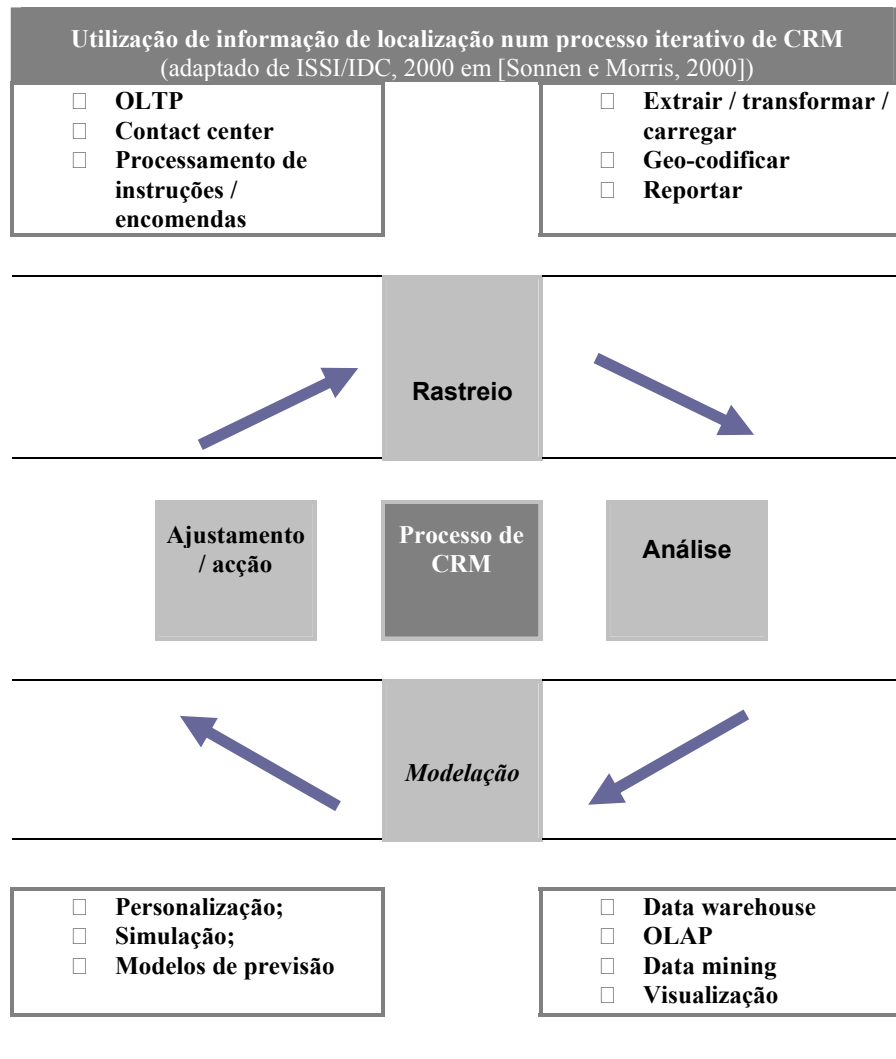 Utilização de informação de localização num processo iterativo de CRM
(adaptado de ISSI/IDC, 2000 em [Sonnen e Morris, 2000])
OLTP
Contact center
Processamento de
instruções /
encomendas
Extrair / transformar /
carregar
Geo-codificar
Reportar
Rastreio
Ajustamento
/ acção
Processo de
CRM
Análise
Modelação
Personalização;
Simulação;
Modelos de previsão
Data warehouse
OLAP
Data mining
Visualização